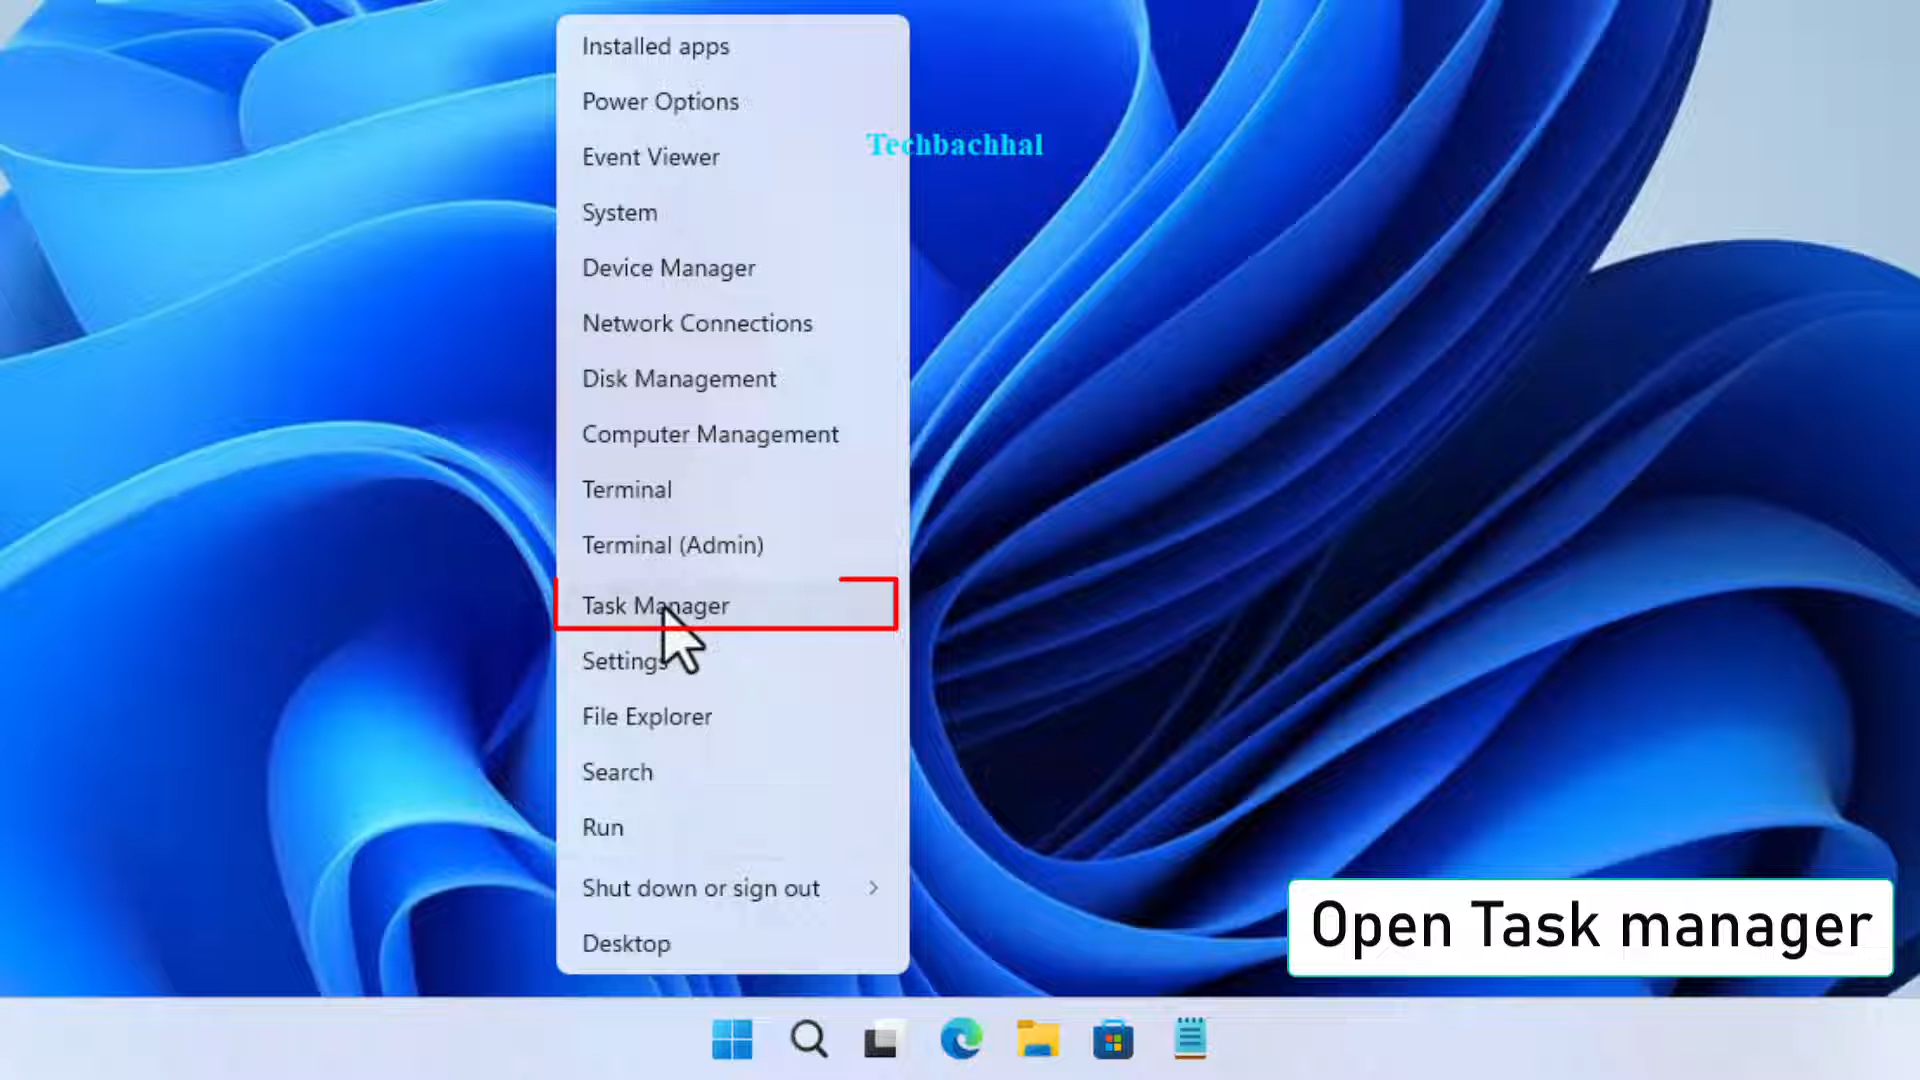 Installed apps
Power Options
Techbachhal
Event Viewer
System
Device Manager
Network Connections
Disk Management
Computer Management
Terminal
Terminal (Admin)
Task Manager
Settings
File Explorer
Search
Run
Shut down or sign out
Desktop
Open Task manager